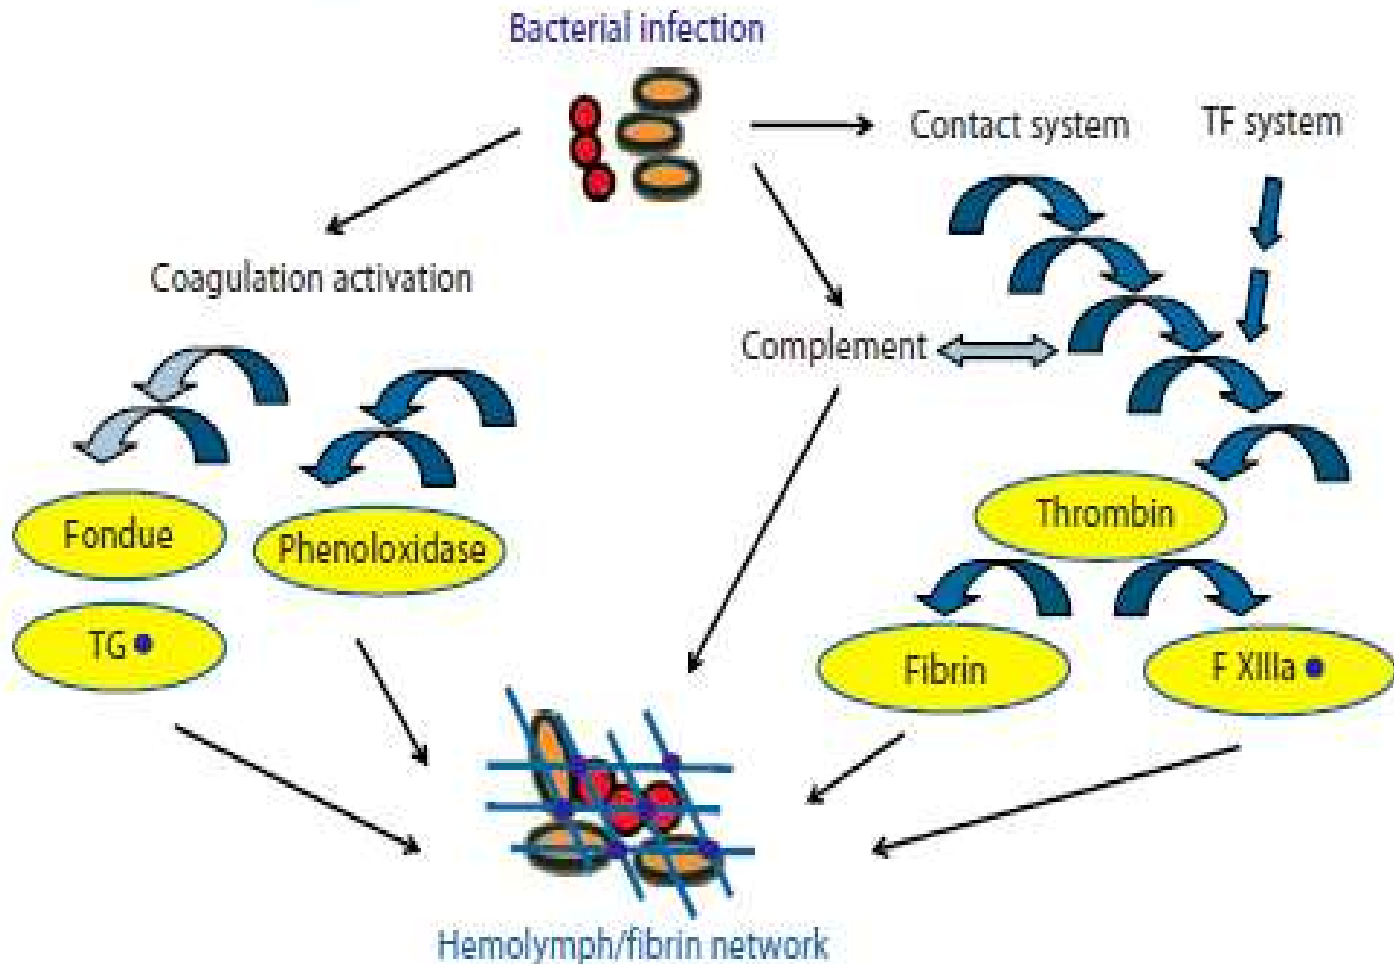 Bacterial infection
Contact system
TF system
Coagulation activation
Complement
Fondue
Phenoloxidase
Thrombin
TG
Fibrin
F XIIIa
Hemolymph/fibrin network